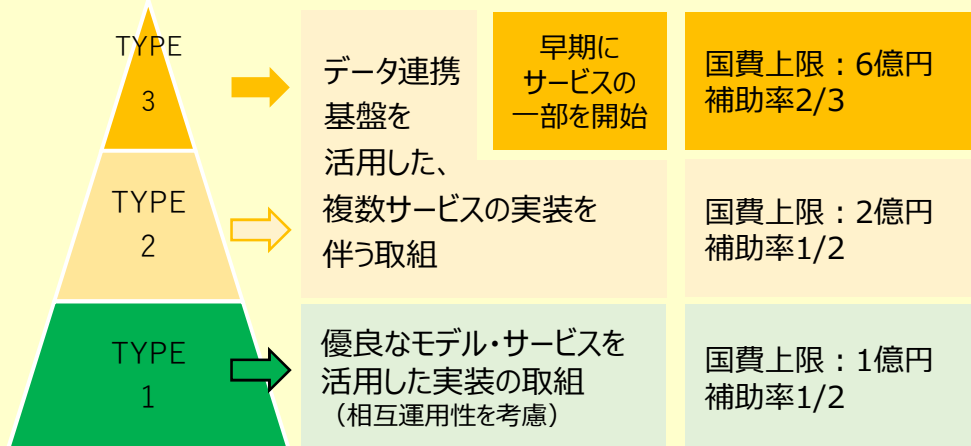 TYPE
3
データ連携
基盤を
活用した、
複数サービスの実装を
伴う取組
早期に
サービスの
一部を開始
国費上限：6億円
補助率2/3
TYPE
2
国費上限：2億円
補助率1/2
TYPE
1
優良なモデル・サービスを
活用した実装の取組
（相互運用性を考慮）
国費上限：1億円
補助率1/2